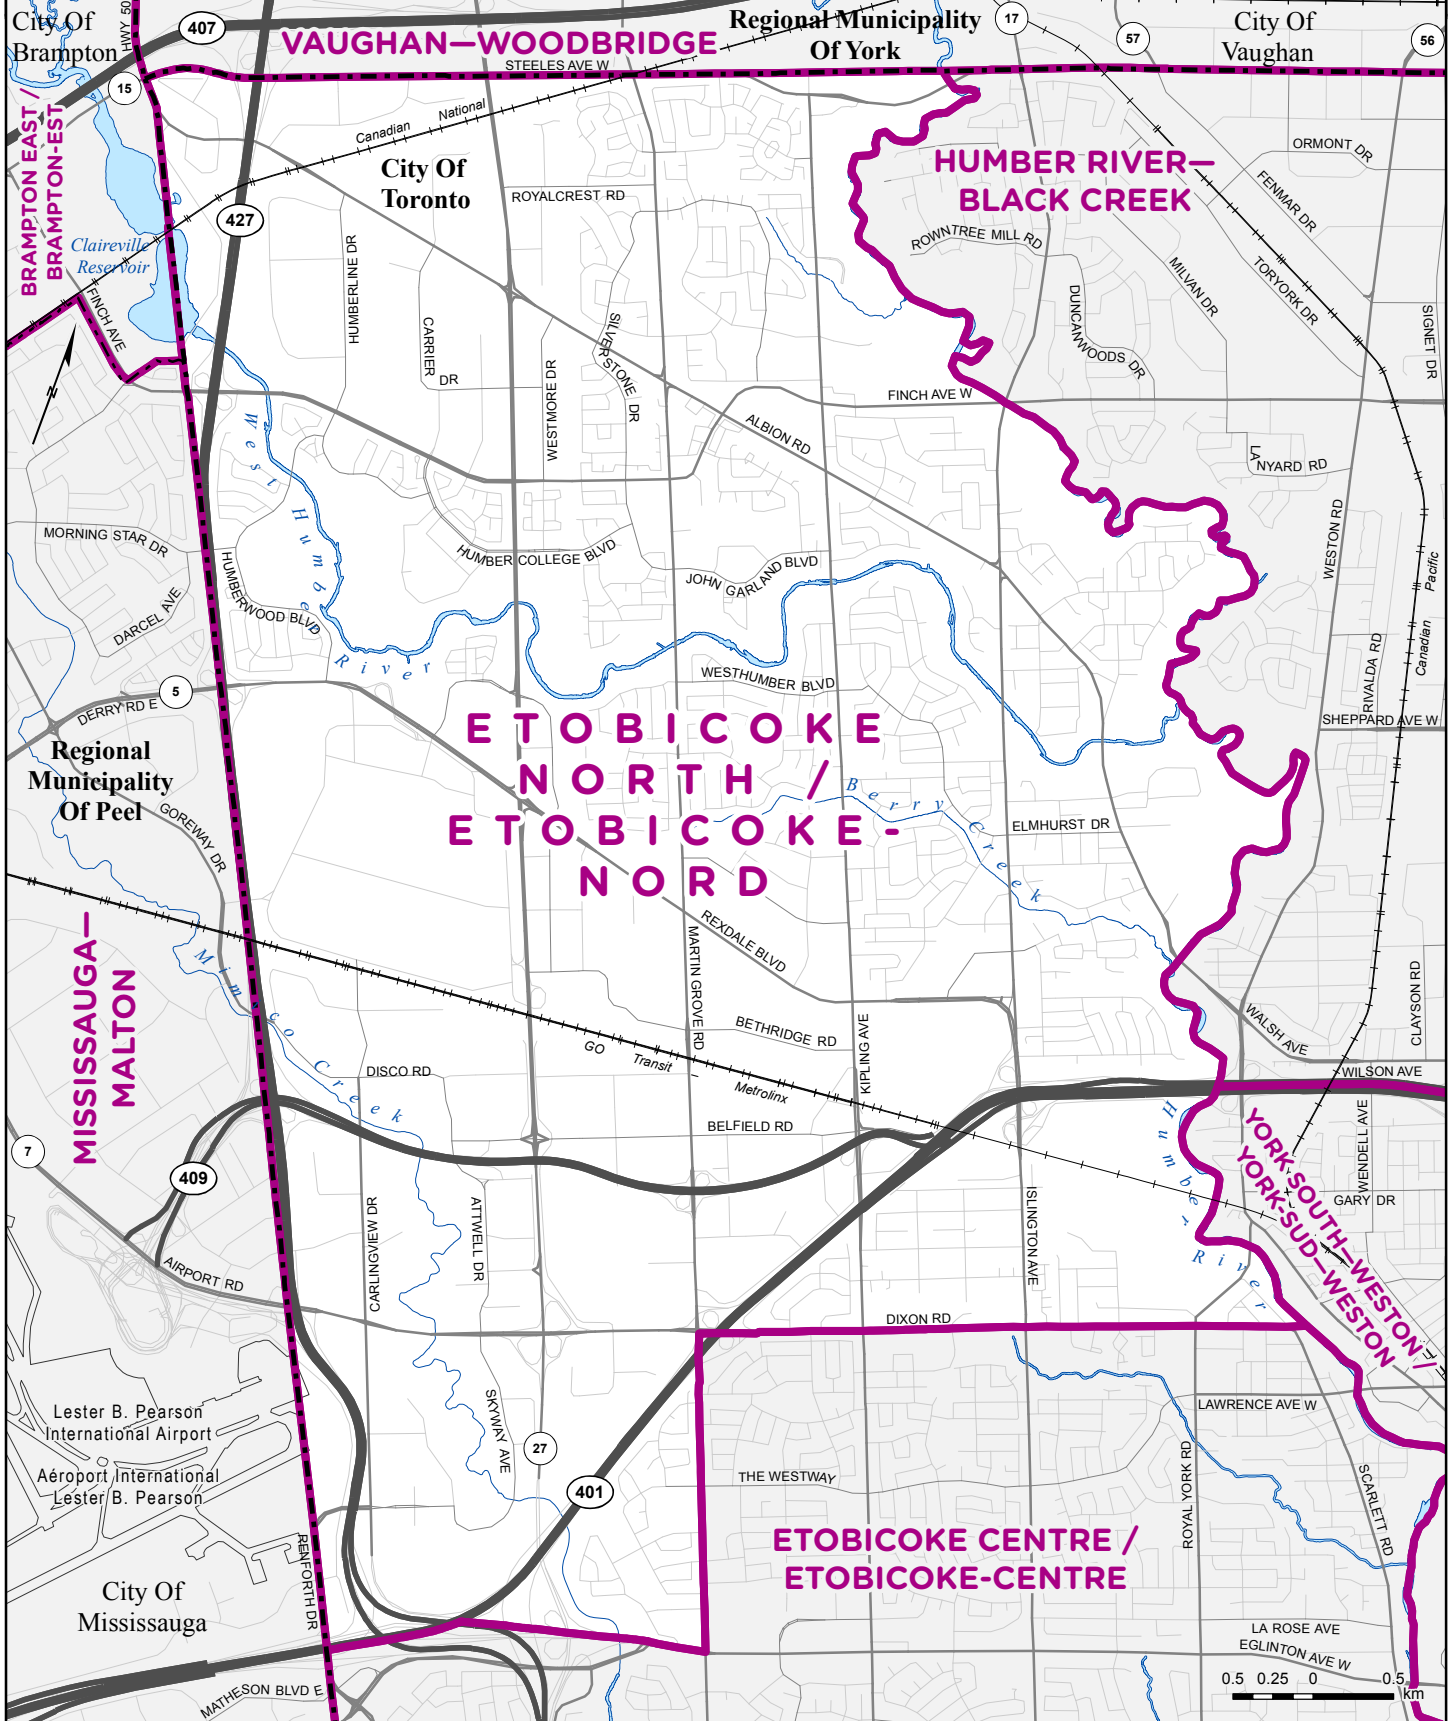 City Of
Brampton
HWY 50
407
VAUGHAN—WOODBRIDGE
STEELES AVE W
Regional Municipality
Of York
17
57
City Of
Vaughan
56
15
BRAMPTON EAST /
BRAMPTON-EST
Canadian National
City Of
Toronto
ROYALCREST RD
HUMBER RIVER—
BLACK CREEK
ORMONT DR
FENMAR DR
427
Claireville
Reservoir
ROWNTREE MILL RD
MILVAN DR
TORYORK DR
FINCH AVE
HUMBERLINE DR
CARRIER
DR
SILVERSTONE DR
WESTMORE DR
DUNCANWOODS DR
SIGNET DR
N
FINCH AVE W
ALBION RD
West Humber River
LANYARD RD
MORNING STAR DR
HUMBER COLLEGE BLVD
JOHN GARLAND BLVD
WESTON RD
Canadian Pacific
DARCEL AVE
HUMBERWOOD BLVD
WESTHUMBER BLVD
RIVALDA RD
5
DERRY RD E
SHEPPARD AVE W
Regional
Municipality
Of Peel
ETOBICOKE
NORTH /
ETOBICOKE-
NORD
Berry Creek
GOREWAY DR
ELMHURST DR
MISSISSAUGA—
MALTON
Mimico Creek
REXDALE BLVD
MARTIN GROVE RD
CLAYSON RD
BETHRIDGE RD
KIPLING AVE
WALSH AVE
GO Transit - Metrolinx
DISCO RD
WILSON AVE
BELFIELD RD
Humber River
WENDELL AVE
YORK SOUTH—WESTON /
YORK-SUD—WESTON
GARY DR
7
409
CARLINGVIEW DR
ATTWELL DR
ISLINGTON AVE
AIRPORT RD
DIXON RD
Lester B. Pearson
International Airport
Aéroport International
Lester B. Pearson
SKYWAY AVE
27
401
LAWRENCE AVE W
THE WESTWAY
ROYAL YORK RD
SCARLETT RD
ETOBICOKE CENTRE /
ETOBICOKE-CENTRE
RENFORTH DR
City Of
Mississauga
LA ROSE AVE
EGLINTON AVE W
MATHESON BLVD E
0.5 0.25 0 0.5
km